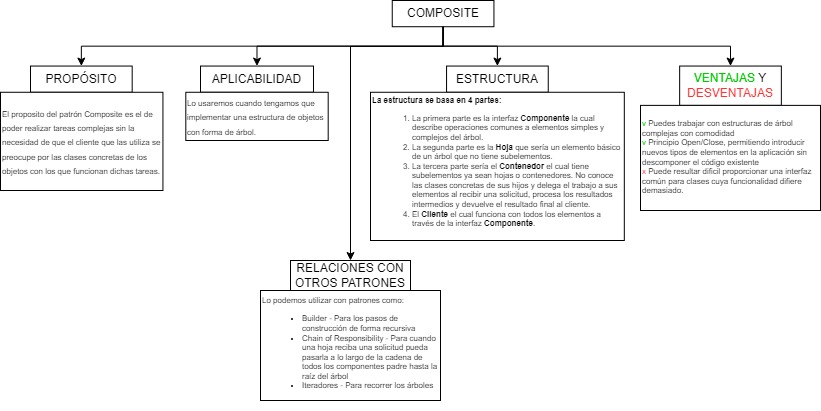 COMPOSITE
PROPÓSITO
El proposito del patrón Composite es el de
poder realizar tareas complejas sin la
necesidad de que el cliente que las utiliza se
preocupe por las clases concretas de los
objetos con los que funcionan dichas tareas.
APLICABILIDAD
Lo usaremos cuando tengamos que
implementar una estructura de objetos
con forma de árbol.
ESTRUCTURA
La estructura se basa en 4 partes:
1. La primera parte es la interfaz Componente la cual
describe operaciones comunes a elementos simples y
complejos del árbol.
2. La segunda parte es la Hoja que sería un elemento básico
de un árbol que no tiene subelementos.
3. La tercera parte sería el Contenedor el cual tiene
subelementos ya sean hojas o contenedores. No conoce
las clases concretas de sus hijos y delega el trabajo a sus
elementos al recibir una solicitud, procesa los resultados
intermedios y devuelve el resultado final al cliente.
4. El Cliente el cual funciona con todos los elementos a
través de la interfaz Componente.
VENTAJAS Y
DESVENTAJAS
v Puedes trabajar con estructuras de árbol
complejas con comodidad
v Principio Open/Close, permitiendo introducir
nuevos tipos de elementos en la aplicación sin
descomponer el código existente
x Puede resultar dificil proporcionar una interfaz
común para clases cuya funcionalidad difiere
demasiado.
RELACIONES CON
OTROS PATRONES
Lo podemos utilizar con patrones como:
• Builder - Para los pasos de
construcción de forma recursiva
• Chain of Responsibility - Para cuando
una hoja reciba una solicitud pueda
pasarla a lo largo de la cadena de
todos los componentes padre hasta la
raíz del árbol
• Iteradores - Para recorrer los árboles